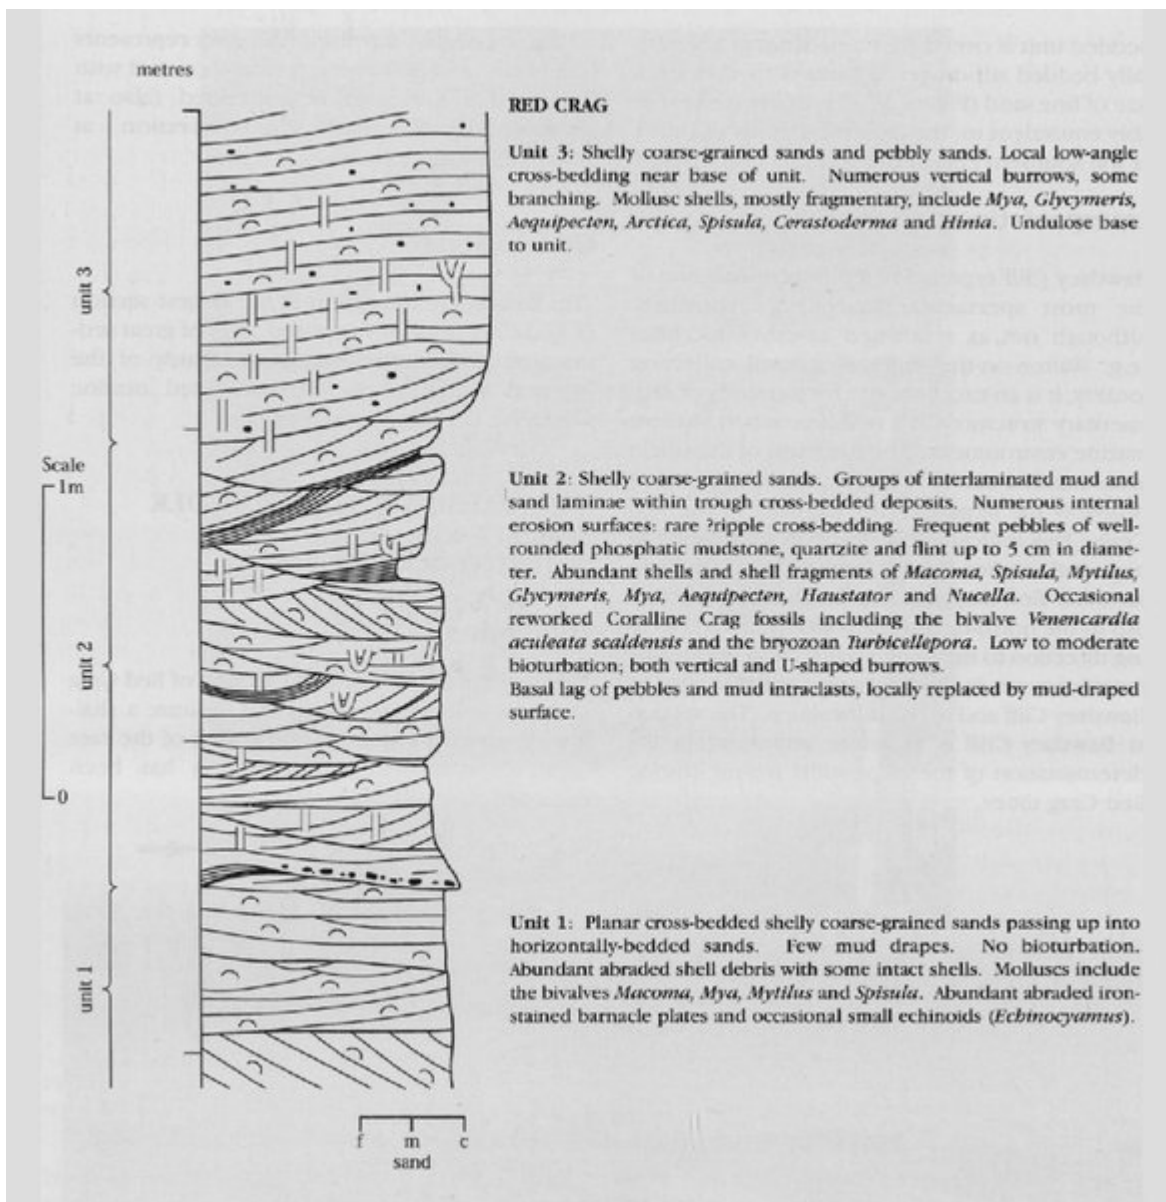 metres
RED CRAG
Unit 3: Shelly coarse-grained sands and pebbly sands. Local low-angle
cross-bedding near base of unit. Numerous vertical burrows, some
branching. Mollusc shells, mostly fragmentary, include Mya, Glycymeris,
Aequipecten, Arctica, Spisula, Cerastoderma and Hinia. Undulose base
to unit.
unit 3
Scale
1m
0
Unit 2: Shelly coarse-grained sands. Groups of interlaminated mud and
sand laminae within trough cross-bedded deposits. Numerous internal
erosion surfaces: rare ?ripple cross-bedding. Frequent pebbles of well-
rounded phosphatic mudstone, quartzite and flint up to 5 cm in diame-
ter. Abundant shells and shell fragments of Macoma, Spisula, Mytilus,
Glycymeris, Mya, Aequipecten, Haustator and Nucella. Occasional
reworked Coralline Crag fossils including the bivalve Venencardia
aculeata scaldensis and the bryozoan Turbicellepora. Low to moderate
bioturbation; both vertical and U-shaped burrows.
Basal lag of pebbles and mud intraclasts, locally replaced by mud-draped
surface.
unit 2
Unit 1: Planar cross-bedded shelly coarse-grained sands passing up into
horizontally-bedded sands. Few mud drapes. No bioturbation.
Abundant abraded shell debris with some intact shells. Molluscs include
the bivalves Macoma, Mya, Mytilus and Spisula. Abundant abraded iron-
stained barnacle plates and occasional small echinoids (Echinocyamus).
unit 1
f m c
sand